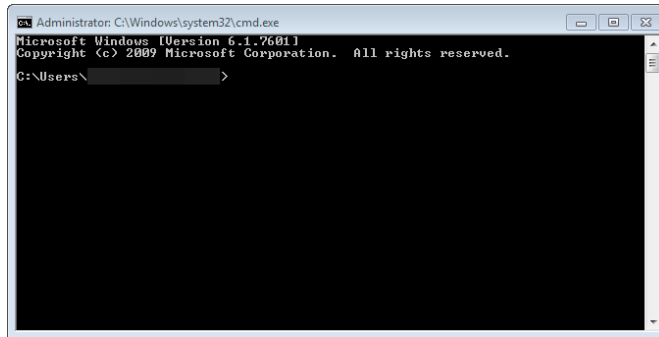 Administrator: C:\Windows\system32\cmd.exe
Microsoft Windows [Version 6.1.7601]
Copyright (c) 2009 Microsoft Corporation.  All rights reserved.
C:\Users\ >